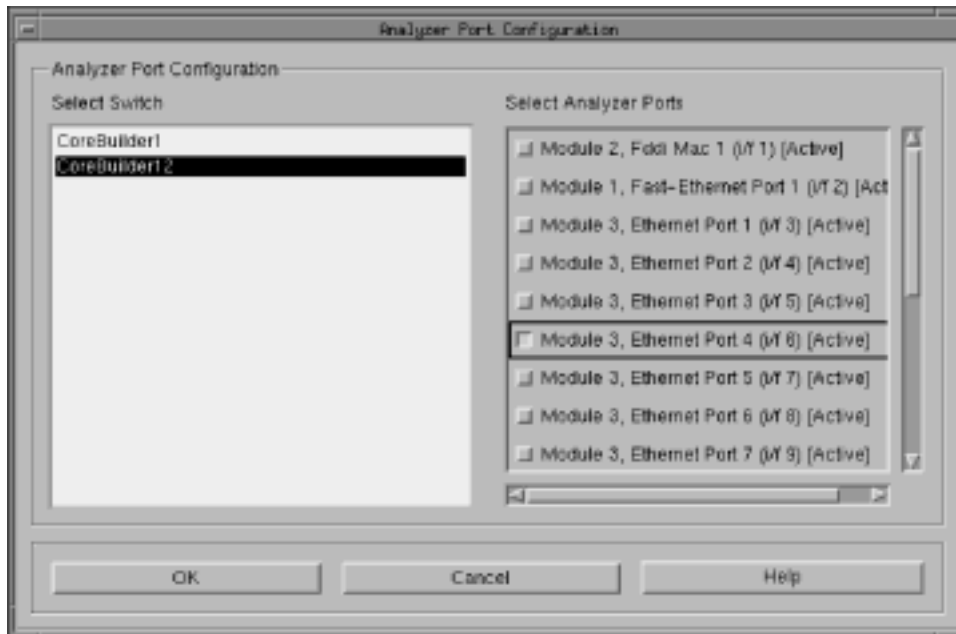 Analyzer Port Configuration
Analyzer Port Configuration
Select Switch
Select Analyzer Ports
CoreBuilder1
CoreBuilder12
Module 2, Fddi Mac 1 (i/f 1) [Active]
Module 1, Fast-Ethernet Port 1 (i/f 2) [Act
Module 3, Ethernet Port 1 (i/f 3) [Active]
Module 3, Ethernet Port 2 (i/f 4) [Active]
Module 3, Ethernet Port 3 (i/f 5) [Active]
Module 3, Ethernet Port 4 (i/f 6) [Active]
Module 3, Ethernet Port 5 (i/f 7) [Active]
Module 3, Ethernet Port 6 (i/f 8) [Active]
Module 3, Ethernet Port 7 (i/f 9) [Active]
OK
Cancel
Help